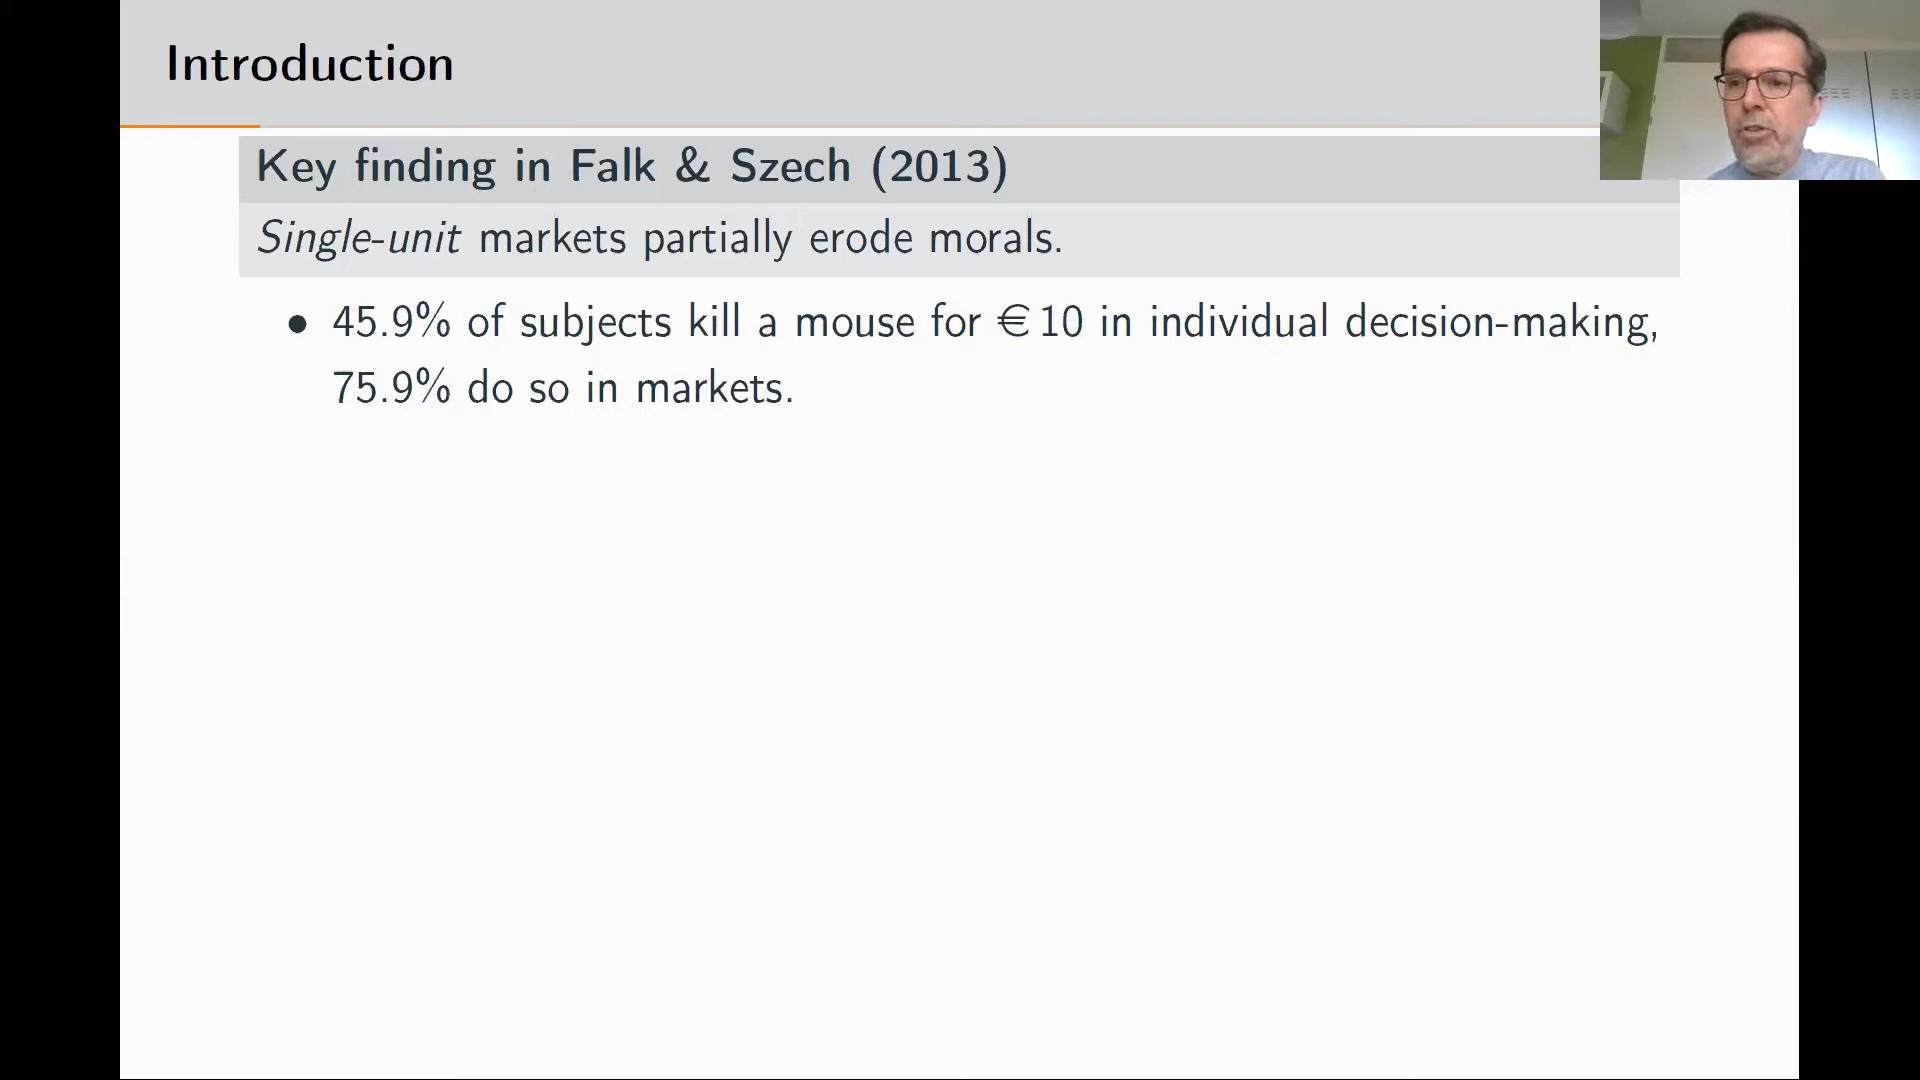 Introduction
Key finding in Falk & Szech (2013)
Single-unit markets partially erode morals.
• 45.9% of subjects kill a mouse for €10 in individual decision-making,
75.9% do so in markets.